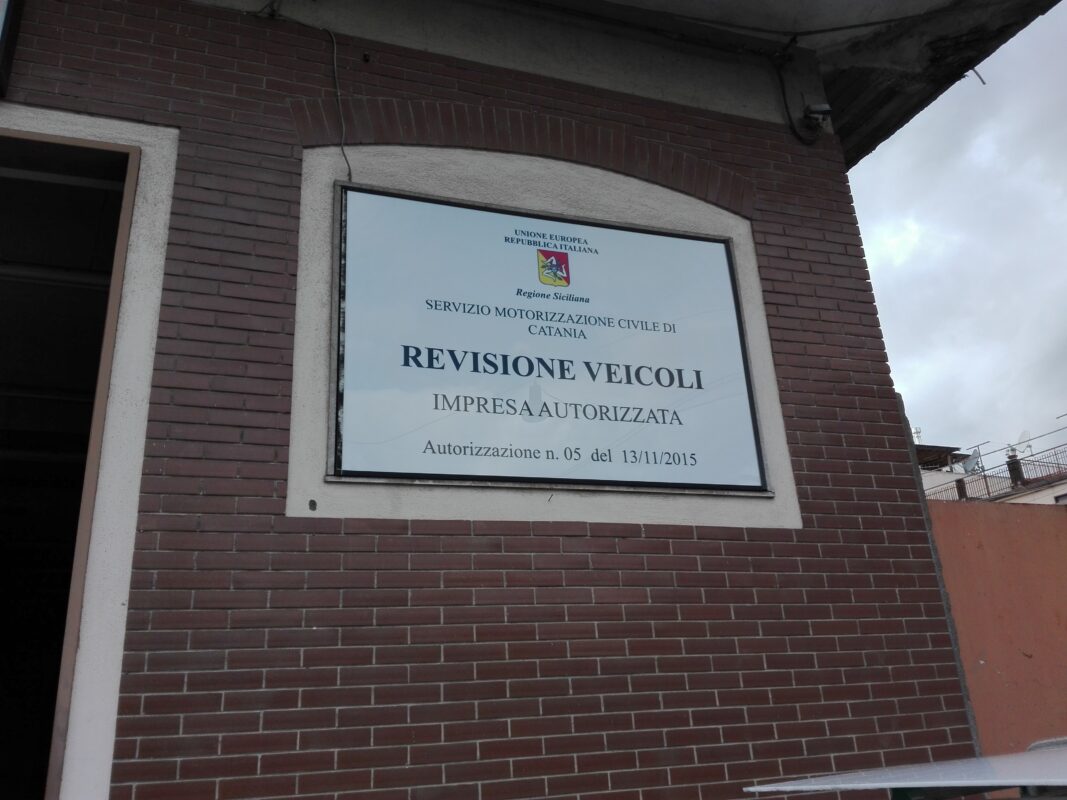 UNIONE EUROPEA
REPUBBLICA ITALIANA
Regione Siciliana
SERVIZIO MOTORIZZAZIONE CIVILE DI
CATANIA
REVISIONE VEICOLI
IMPRESA AUTORIZZATA
Autorizzazione n. 05 del 13/11/2015